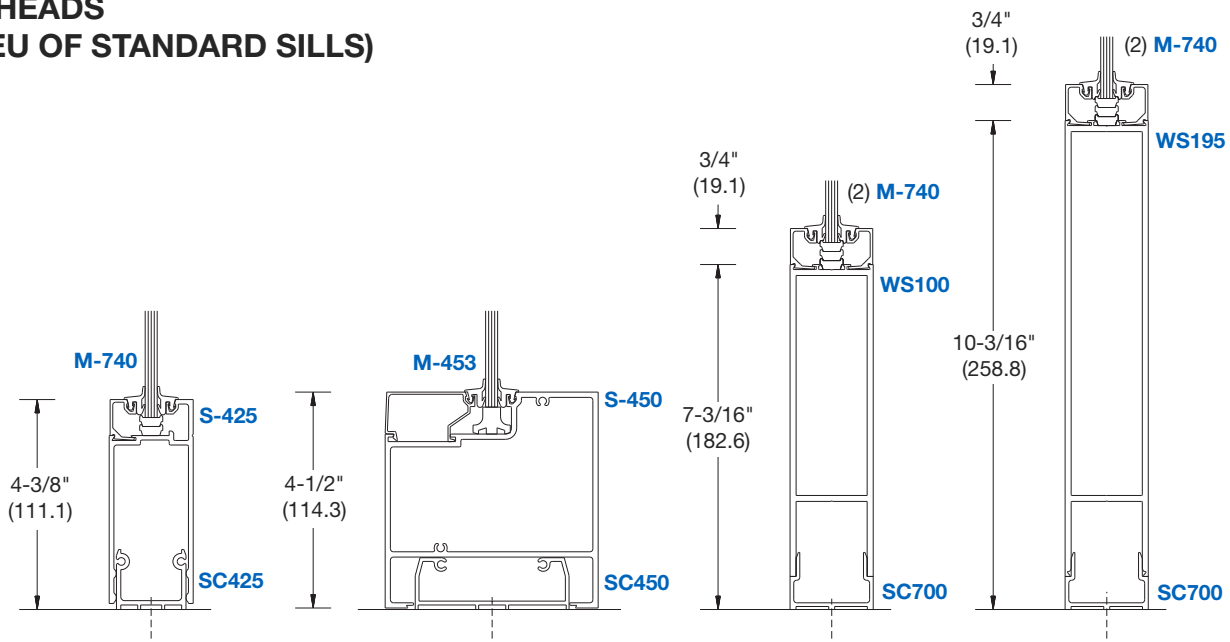 HEADS
EU OF STANDARD SILLS)
M-740
S-425
4-3/8"
(111.1)
SC425
M-453
S-450
4-1/2"
(114.3)
SC450
3/4"
(19.1)
(2) M-740
WS100
7-3/16"
(182.6)
SC700
3/4"
(19.1)
(2) M-740
WS195
10-3/16"
(258.8)
SC700